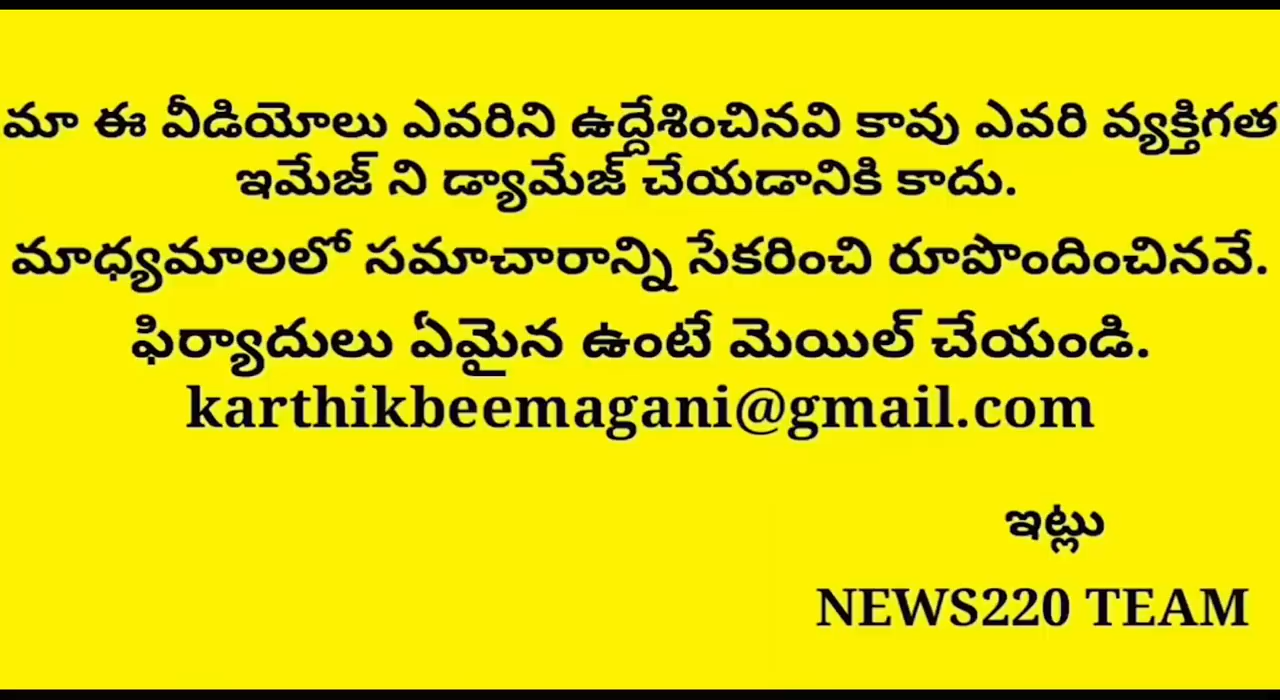 మా ఈ వీడియోలు ఎవరిని ఉద్దేశించినవి కావు ఎవరి వ్యక్తిగత
ఇమేజ్ ని డ్యామేజ్ చేయడానికి కాదు.
మాధ్యమాలలో సమాచారాన్ని సేకరించి రూపొందించినవే.
ఫిర్యాదులు ఏమైన ఉంటే మెయిల్ చేయండి.
karthikbeemagani@gmail.com
ఇట్లు
NEWS220 TEAM